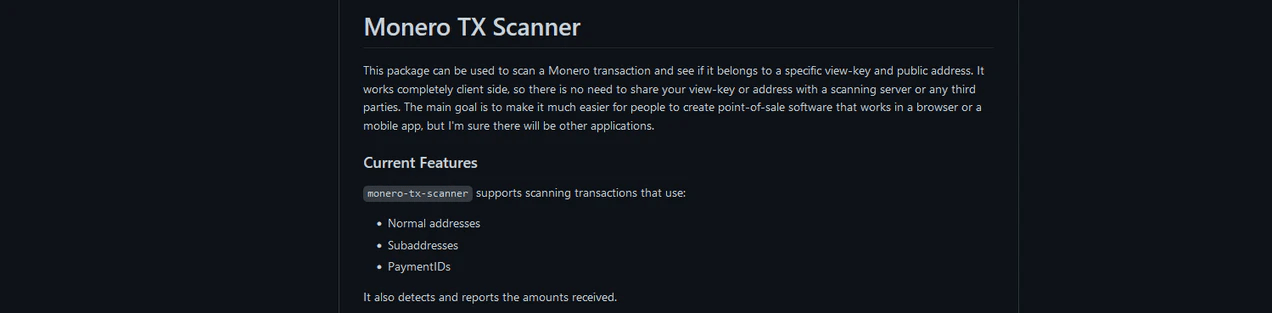 Monero TX Scanner
This package can be used to scan a Monero transaction and see if it belongs to a specific view-key and public address. It
works completely client side, so there is no need to share your view-key or address with a scanning server or any third
parties. The main goal is to make it much easier for people to create point-of-sale software that works in a browser or a
mobile app, but I'm sure there will be other applications.
Current Features
monero-tx-scanner supports scanning transactions that use:
• Normal addresses
• Subaddresses
• PaymentIDs
It also detects and reports the amounts received.